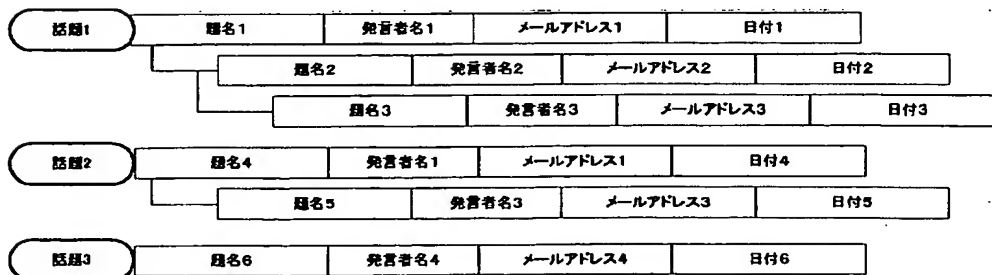 話題1 題名1 発言者名1 メールアドレス1 日付1
題名2 発言者名2 メールアドレス2 日付2
題名3 発言者名3 メールアドレス3 日付3
話題2 題名4 発言者名1 メールアドレス1 日付4
題名5 発言者名3 メールアドレス3 日付5
話題3 題名6 発言者名4 メールアドレス4 日付6